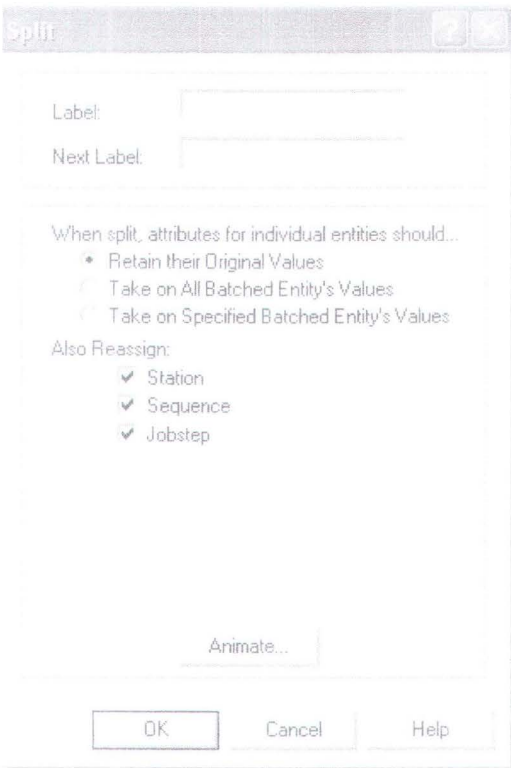 Split
Label:
Next Label:
When split, attributes for individual entities should...
Retain their Original Values
Take on All Batched Entity's Values
Take on Specified Batched Entity's Values
Also Reassign:
Station
Sequence
Jobstep
Animate...
OK Cancel Help